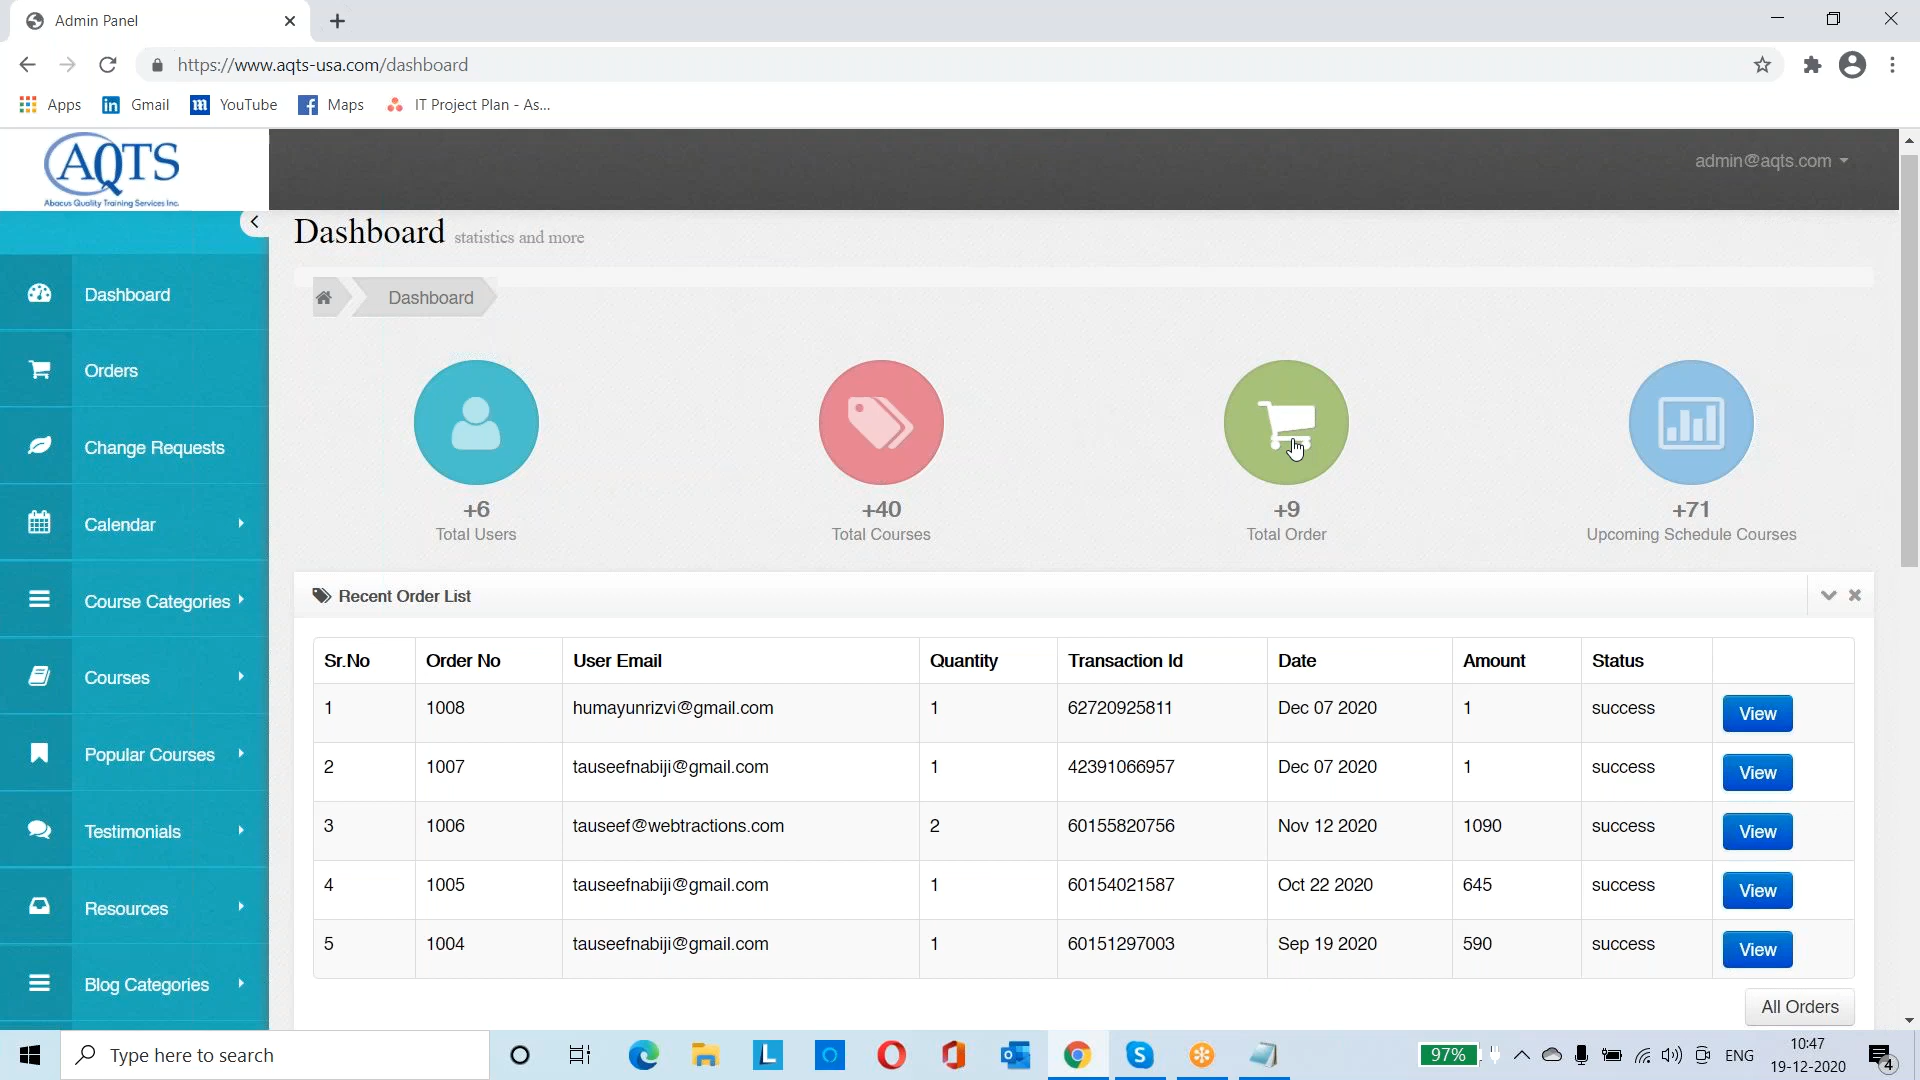 Admin Panel
https://www.aqts-usa.com/dashboard
Apps Gmail YouTube Maps IT Project Plan - As...
AQTS
Abacus Quality Training Services Inc.
admin@aqts.com
Dashboard statistics and more
Dashboard
Dashboard
Orders
Change Requests
Calendar
Course Categories
Courses
Popular Courses
Testimonials
Resources
Blog Categories
+6 +40 +9 +71
Total Users Total Courses Total Order Upcoming Schedule Courses
Recent Order List
Sr.No Order No User Email Quantity Transaction Id Date Amount Status
1 1008 humayunrizvi@gmail.com 1 62720925811 Dec 07 2020 1 success View
2 1007 tauseefnabiji@gmail.com 1 42391066957 Dec 07 2020 1 success View
3 1006 tauseef@webtractions.com 2 60155820756 Nov 12 2020 1090 success View
4 1005 tauseefnabiji@gmail.com 1 60154021587 Oct 22 2020 645 success View
5 1004 tauseefnabiji@gmail.com 1 60151297003 Sep 19 2020 590 success View
All Orders
Type here to search
97%
ENG
10:47
19-12-2020
4